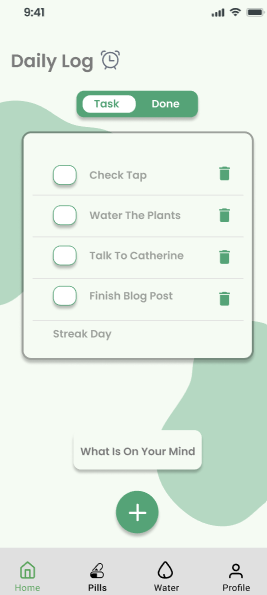 9:41
Daily Log
Task Done
Check Tap
Water The Plants
Talk To Catherine
Finish Blog Post
Streak Day
What Is On Your Mind
Home Pills Water Profile